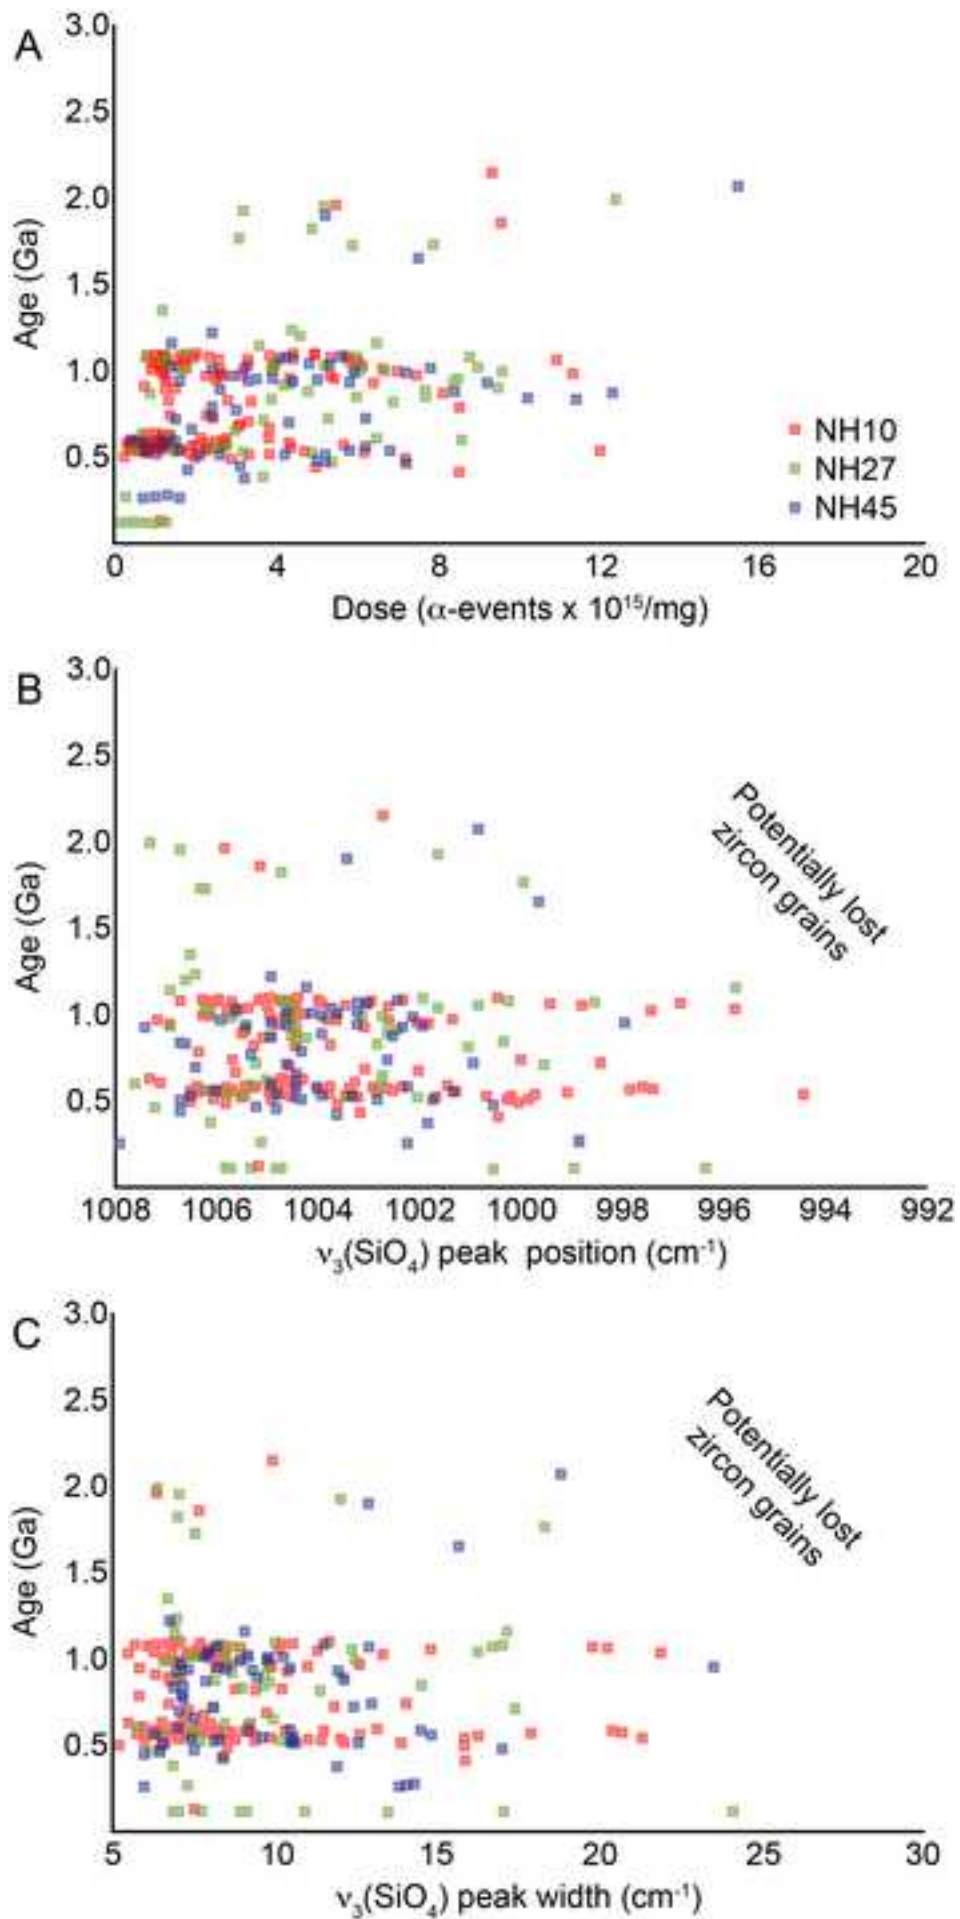 A
3.0
2.5
2.0
1.5
1.0
0.5
Age (Ga)
NH10
NH27
NH45
0 4 8 12 16 20
Dose (α-events x 10¹⁵/mg)
B
3.0
2.5
2.0
1.5
1.0
0.5
Age (Ga)
Potentially lost
zircon grains
1008 1006 1004 1002 1000 998 996 994 992
ν₃(SiO₄) peak position (cm⁻¹)
C
3.0
2.5
2.0
1.5
1.0
0.5
Age (Ga)
Potentially lost
zircon grains
5 10 15 20 25 30
ν₃(SiO₄) peak width (cm⁻¹)